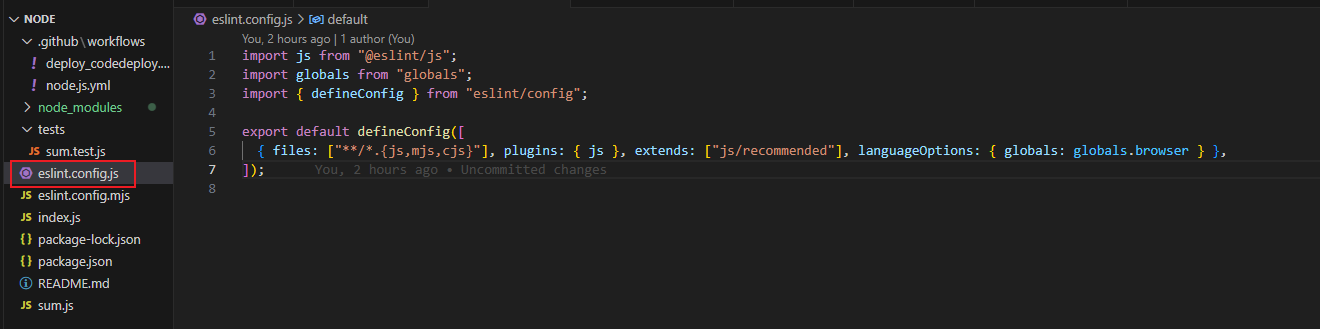 NODE
.github\workflows
! deploy_codedeploy....
! node.js.yml
node_modules
tests
JS sum.test.js
eslint.config.js
JS eslint.config.mjs
JS index.js
{} package-lock.json
{} package.json
README.md
JS sum.js
eslint.config.js > default
You, 2 hours ago | 1 author (You)
1 import js from "@eslint/js";
2 import globals from "globals";
3 import { defineConfig } from "eslint/config";
4
5 export default defineConfig([
6 { files: ["**/*.{js,mjs,cjs}"], plugins: { js }, extends: ["js/recommended"], languageOptions: { globals: globals.browser } },
7 ]); You, 2 hours ago • Uncommitted changes
8